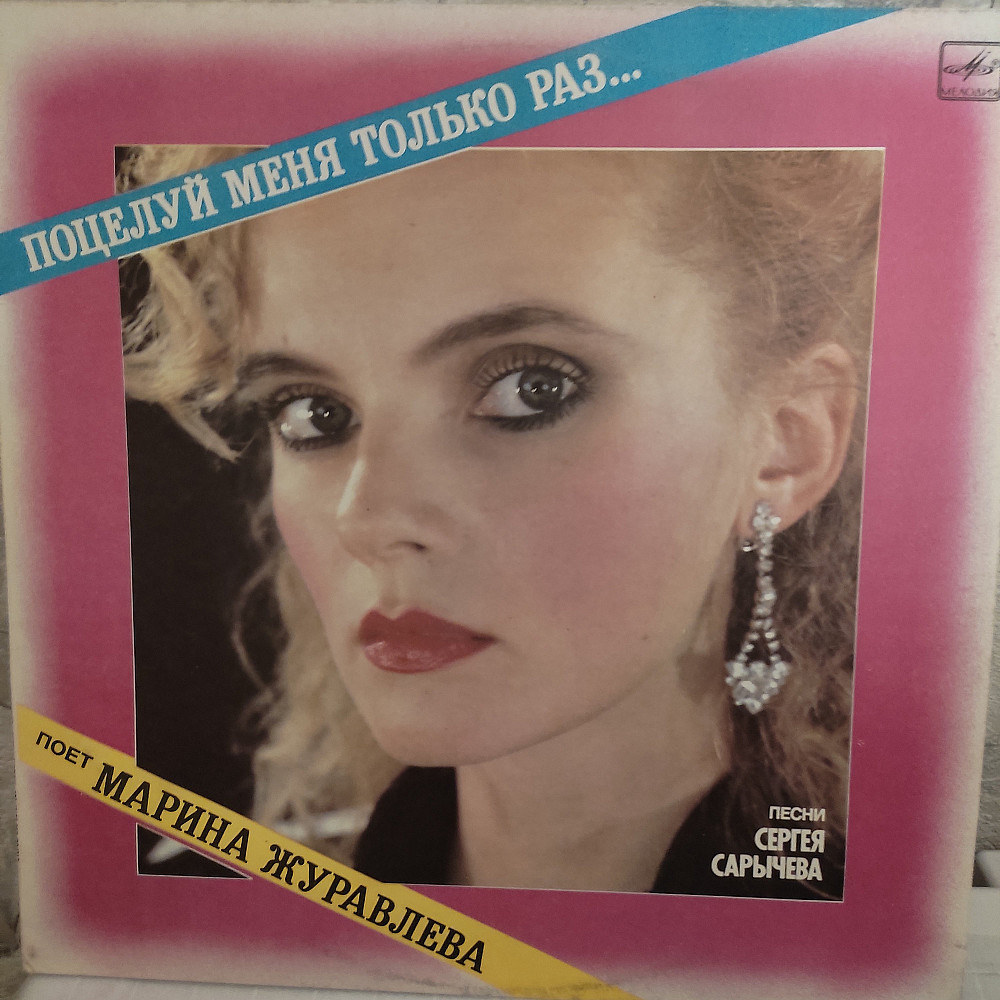 ПОЦЕЛУЙ МЕНЯ ТОЛЬКО РАЗ...
МЕЛОДИЯ
ПОЕТ МАРИНА ЖУРАВЛЕВА
ПЕСНИ
СЕРГЕЯ
САРЫЧЕВА